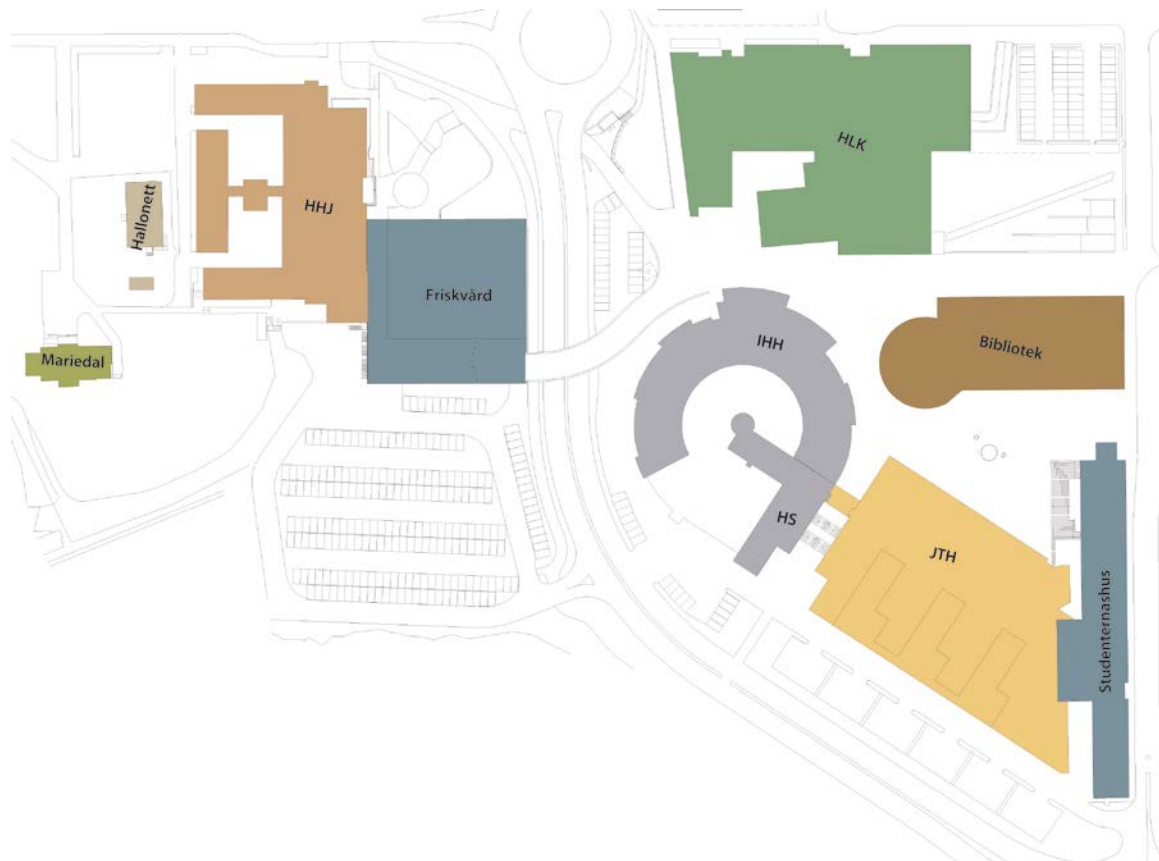 HLK
Hallonett
HHJ
Friskvård
Mariedal
IHH
Bibliotek
HS
JTH
Studenternashus